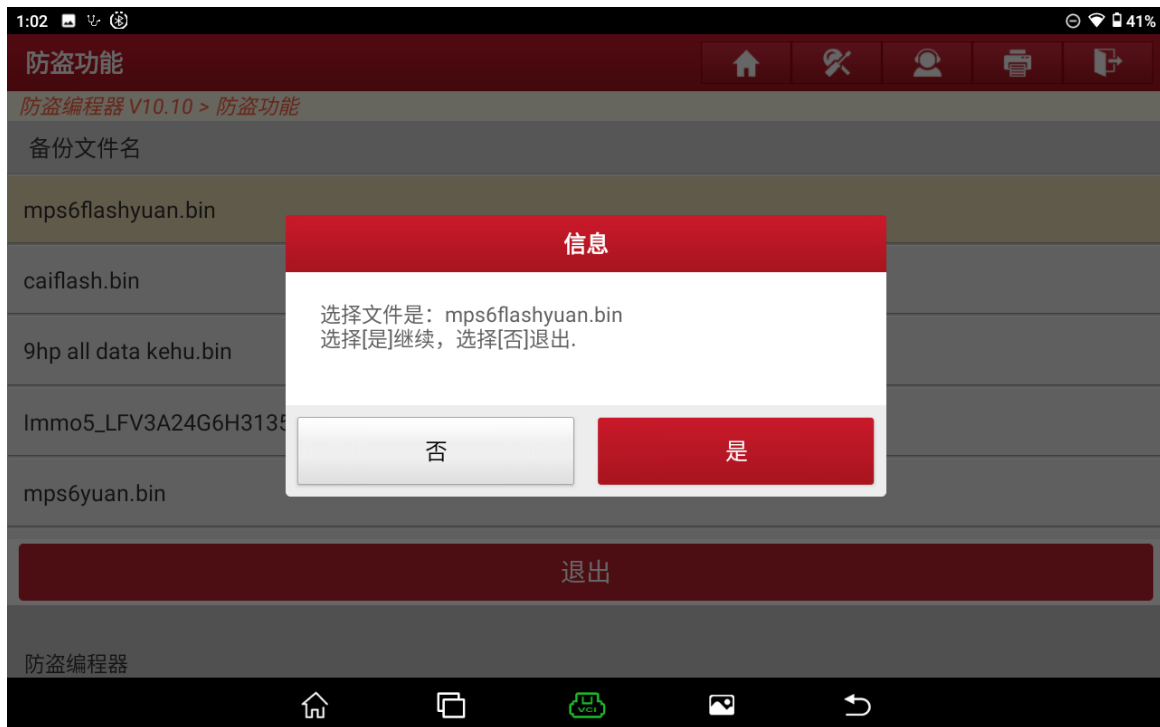 1:02
41%
防盗功能
防盗编程器 V10.10 > 防盗功能
备份文件名
mps6flashyuan.bin
caiflash.bin
9hp all data kehu.bin
Immo5_LFV3A24G6H3135
mps6yuan.bin
信息
选择文件是：mps6flashyuan.bin
选择[是]继续，选择[否]退出.
否
是
退出
防盗编程器
VCI